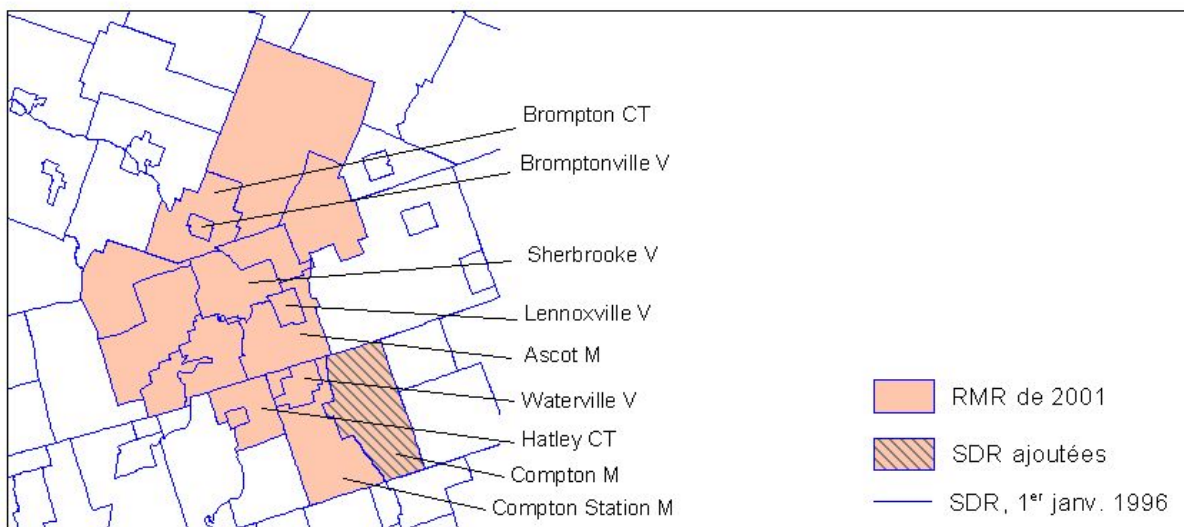 Brompton CT
Bromptonville V
Sherbrooke V
Lennoxville V
Ascot M
Waterville V
Hatley CT
Compton M
Compton Station M
RMR de 2001
SDR ajoutées
SDR, 1er janv. 1996